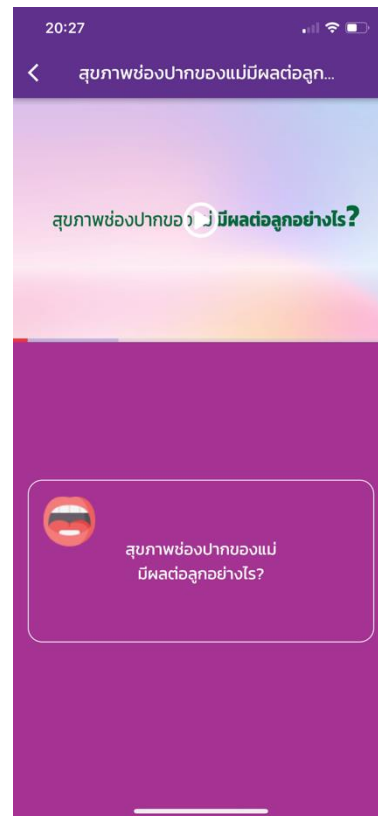 20:27
สุขภาพช่องปากของแม่มีผลต่อลูก...
สุขภาพช่องปากของ มีผลต่อลูกอย่างไร?
สุขภาพช่องปากของแม่
มีผลต่อลูกอย่างไร?